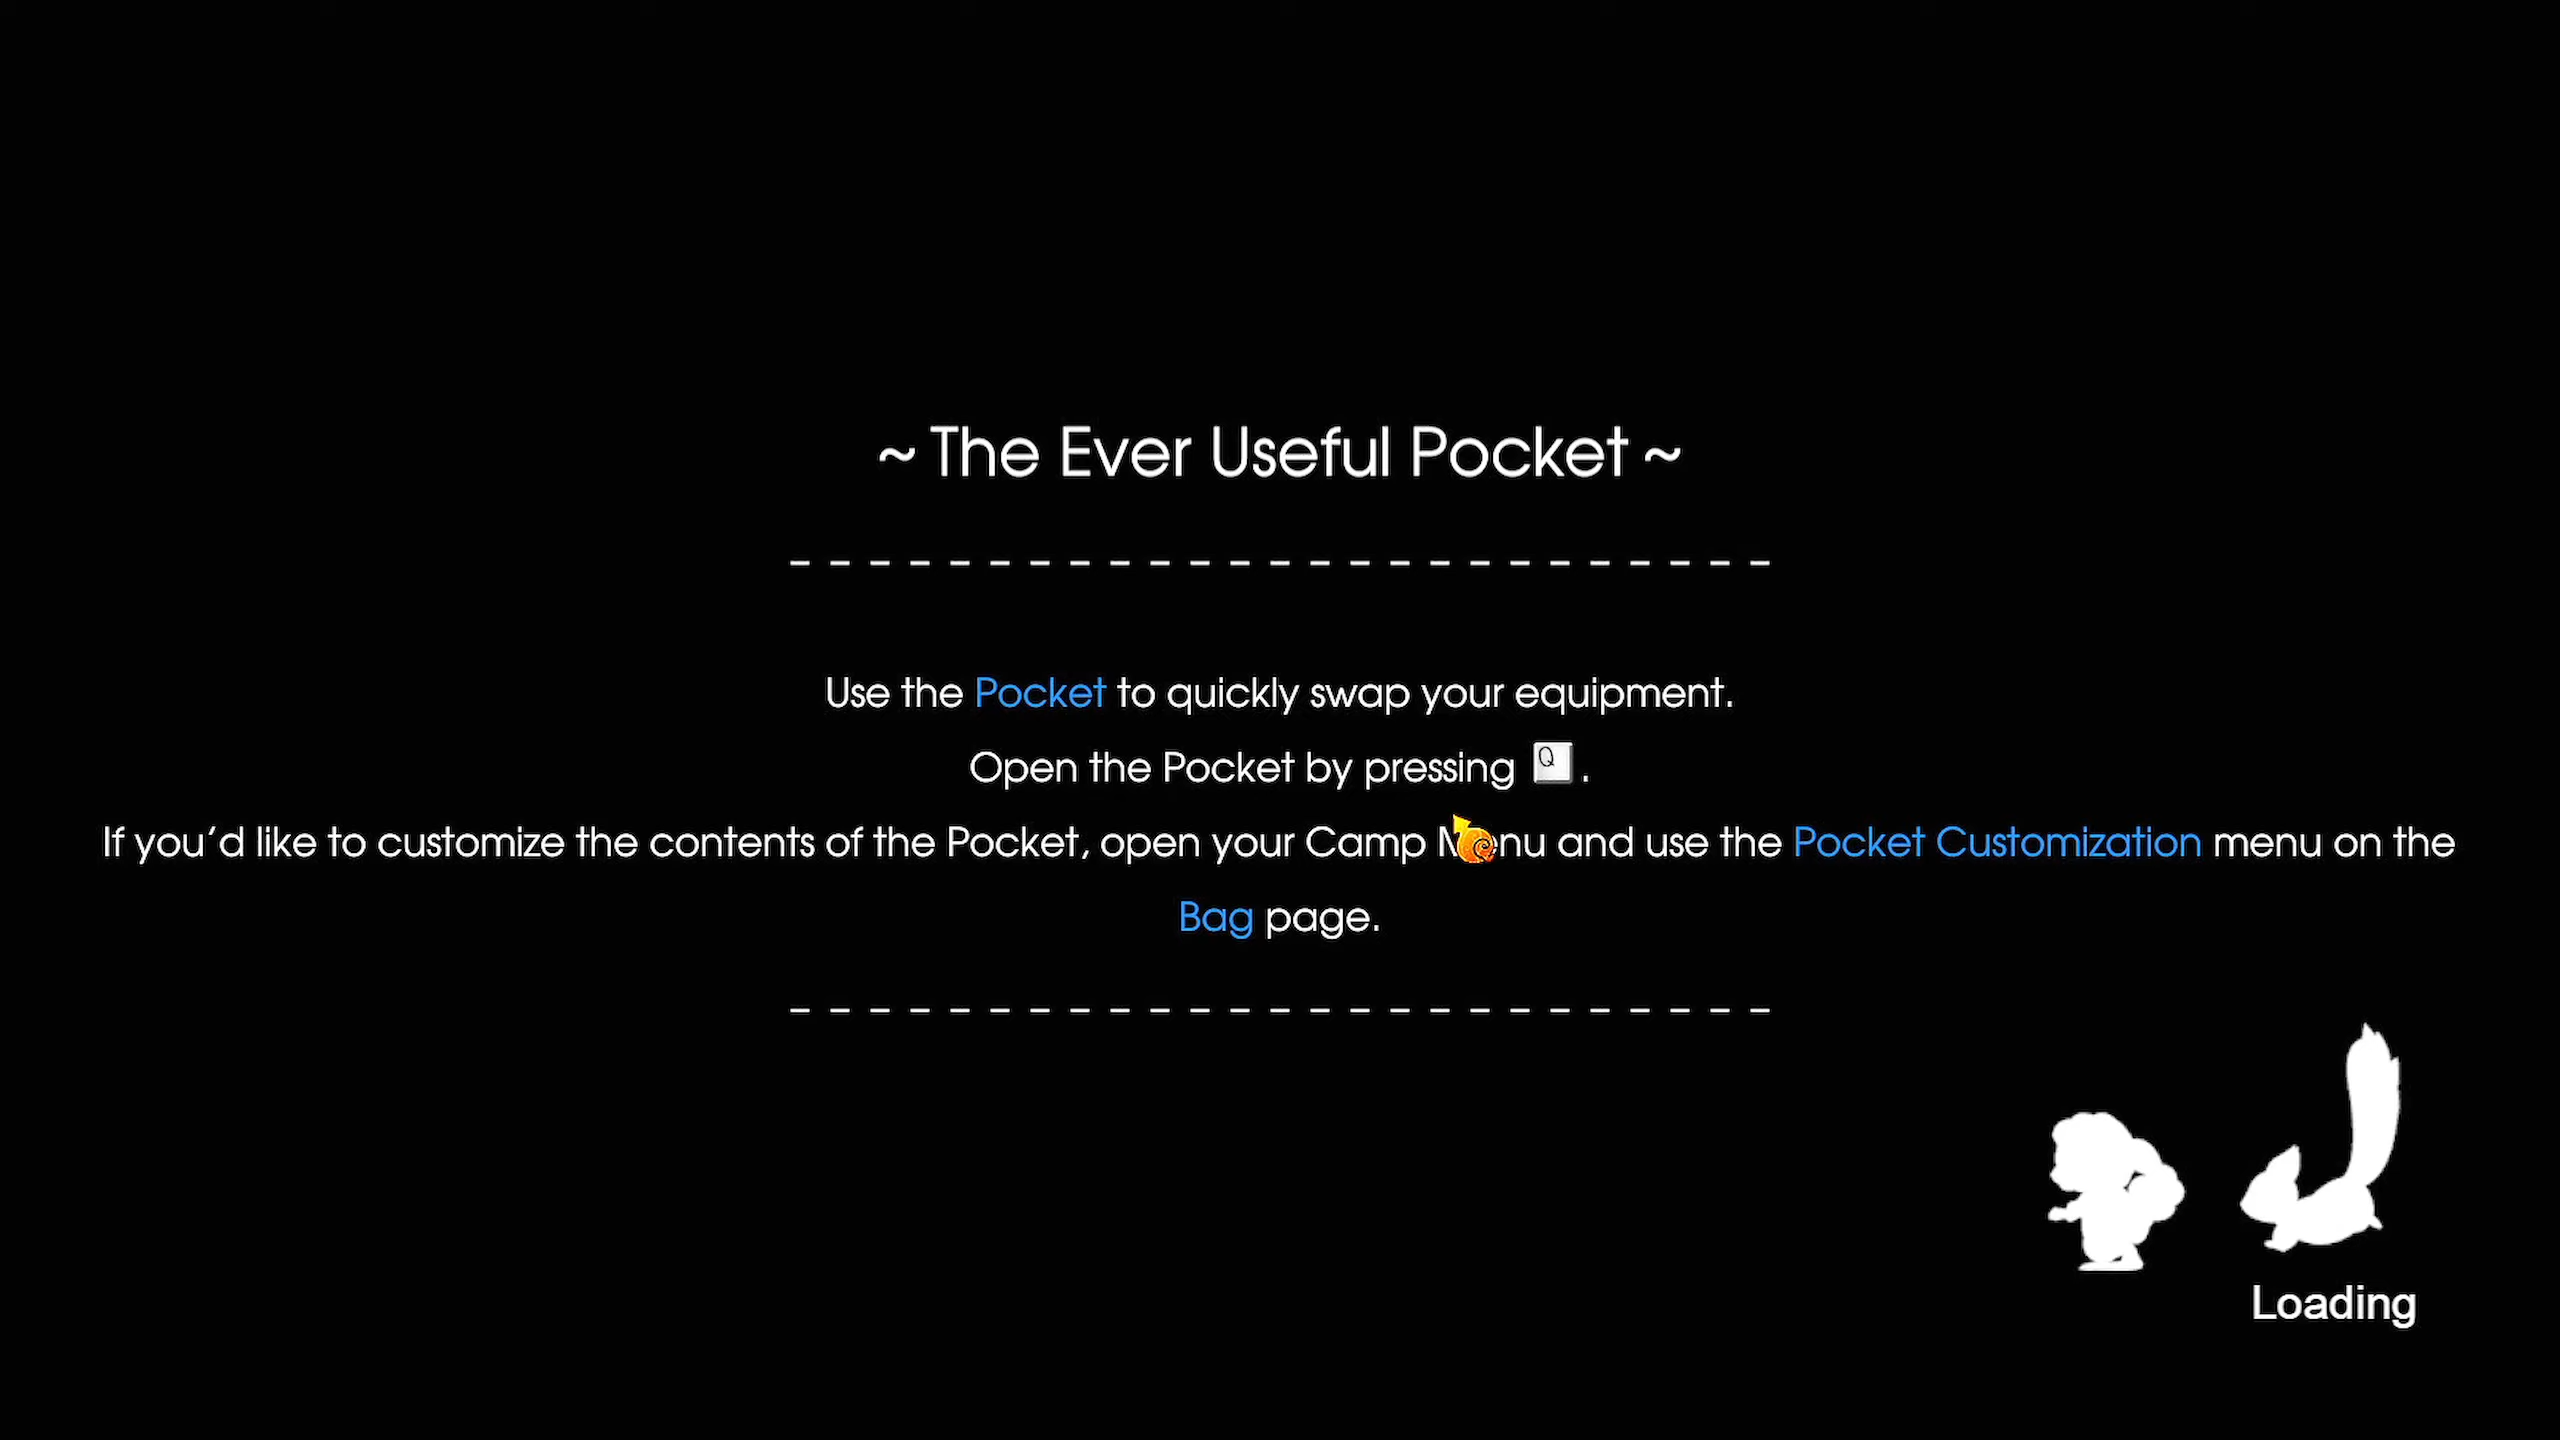 ~ The Ever Useful Pocket ~
- - - - - - - - - - - - - - - - - - - - - - - - -
Use the Pocket to quickly swap your equipment.
Open the Pocket by pressing Q .
If you’d like to customize the contents of the Pocket, open your Camp Menu and use the Pocket Customization menu on the
Bag page.
- - - - - - - - - - - - - - - - - - - - - - - - -
Loading